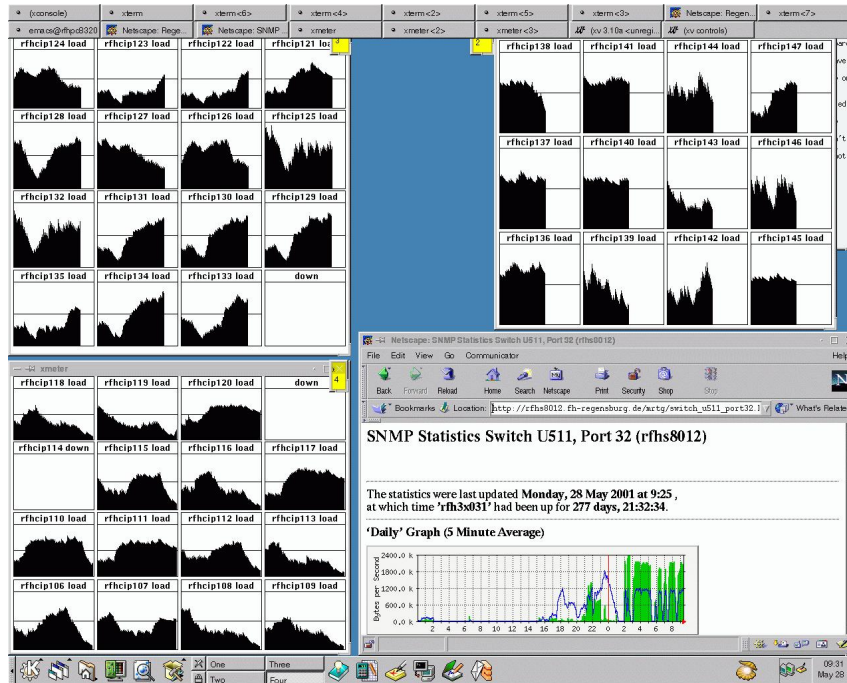 (xconsole) xterm xterm<6> xterm<4> xterm<2> xterm<5> xterm<3> Netscape: Regen... xterm<7>
emacs@rfhpc8320 Netscape: Rege... Netscape: SNMP ... xmeter xmeter<2> xmeter<3> (xv 3.10a <unregi... (xv controls)
rfhcip124 load rfhcip123 load rfhcip122 load rfhcip121 loa 3
rfhcip128 load rfhcip127 load rfhcip126 load rfhcip125 load
rfhcip132 load rfhcip131 load rfhcip130 load rfhcip129 load
rfhcip135 load rfhcip134 load rfhcip133 load down
2
rfhcip138 load rfhcip141 load rfhcip144 load rfhcip147 load
rfhcip137 load rfhcip140 load rfhcip143 load rfhcip146 load
rfhcip136 load rfhcip139 load rfhcip142 load rfhcip145 load
xmeter
4
rfhcip118 load rfhcip119 load rfhcip120 load down
rfhcip114 down rfhcip115 load rfhcip116 load rfhcip117 load
rfhcip110 load rfhcip111 load rfhcip112 load rfhcip113 load
rfhcip106 load rfhcip107 load rfhcip108 load rfhcip109 load
Netscape: SNMP Statistics Switch U511, Port 32 (rfhs8012)
File Edit View Go Communicator Help
Back Forward Reload Home Search Netscape Print Security Shop Stop
N
Bookmarks Location: http://rfhs8012.fh-regensburg.de/mrtg/switch_u511_port32. What's Relate
SNMP Statistics Switch U511, Port 32 (rfhs8012)
The statistics were last updated Monday, 28 May 2001 at 9:25 ,
at which time 'rfh3x031' had been up for 277 days, 21:32:34.
‘Daily’ Graph (5 Minute Average)
Bytes per Second
2400.0 k
1800.0 k
1200.0 k
600.0 k
0.0 k
2 4 6 8 10 12 14 16 18 20 22 0 2 4 6 8
One Three
Two Four
09:31
May 28